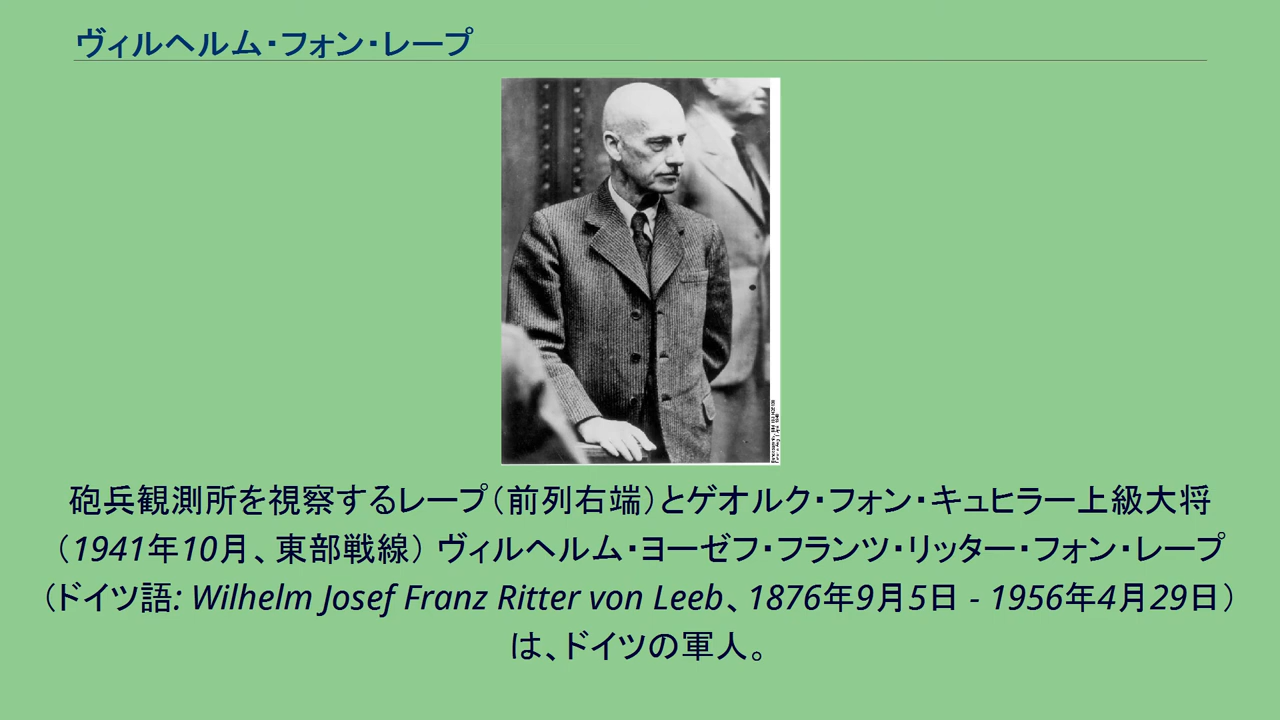 ヴィルヘルム・フォン・レープ
砲兵観測所を視察するレープ（前列右端）とゲオルク・フォン・キュヒラー上級大将
（1941年10月、東部戦線） ヴィルヘルム・ヨーゼフ・フランツ・リッター・フォン・レープ
（ドイツ語: Wilhelm Josef Franz Ritter von Leeb、1876年9月5日 - 1956年4月29日）
は、ドイツの軍人。